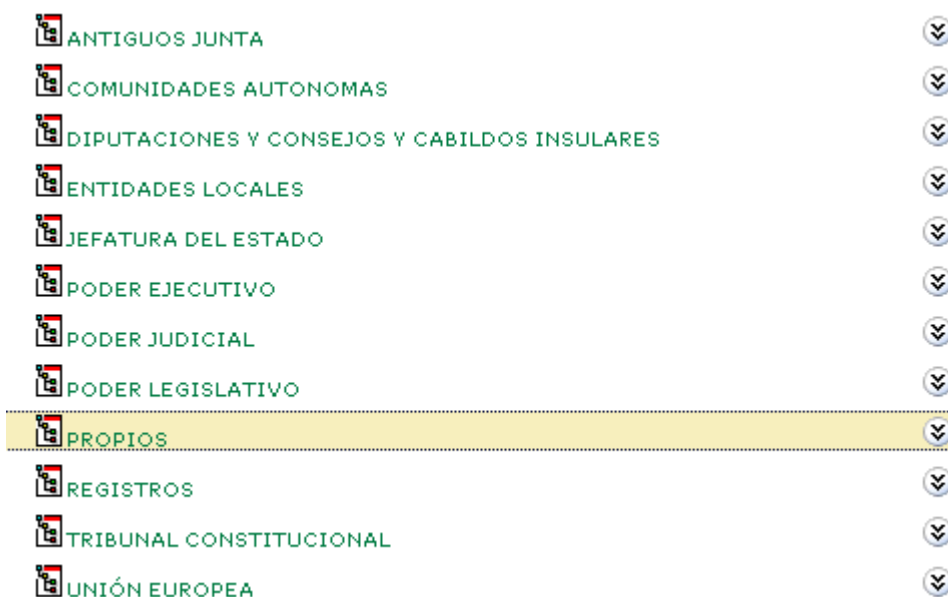 ANTIGUOS JUNTA
COMUNIDADES AUTONOMAS
DIPUTACIONES Y CONSEJOS Y CABILDOS INSULARES
ENTIDADES LOCALES
JEFATURA DEL ESTADO
PODER EJECUTIVO
PODER JUDICIAL
PODER LEGISLATIVO
PROPIOS
REGISTROS
TRIBUNAL CONSTITUCIONAL
UNIÓN EUROPEA